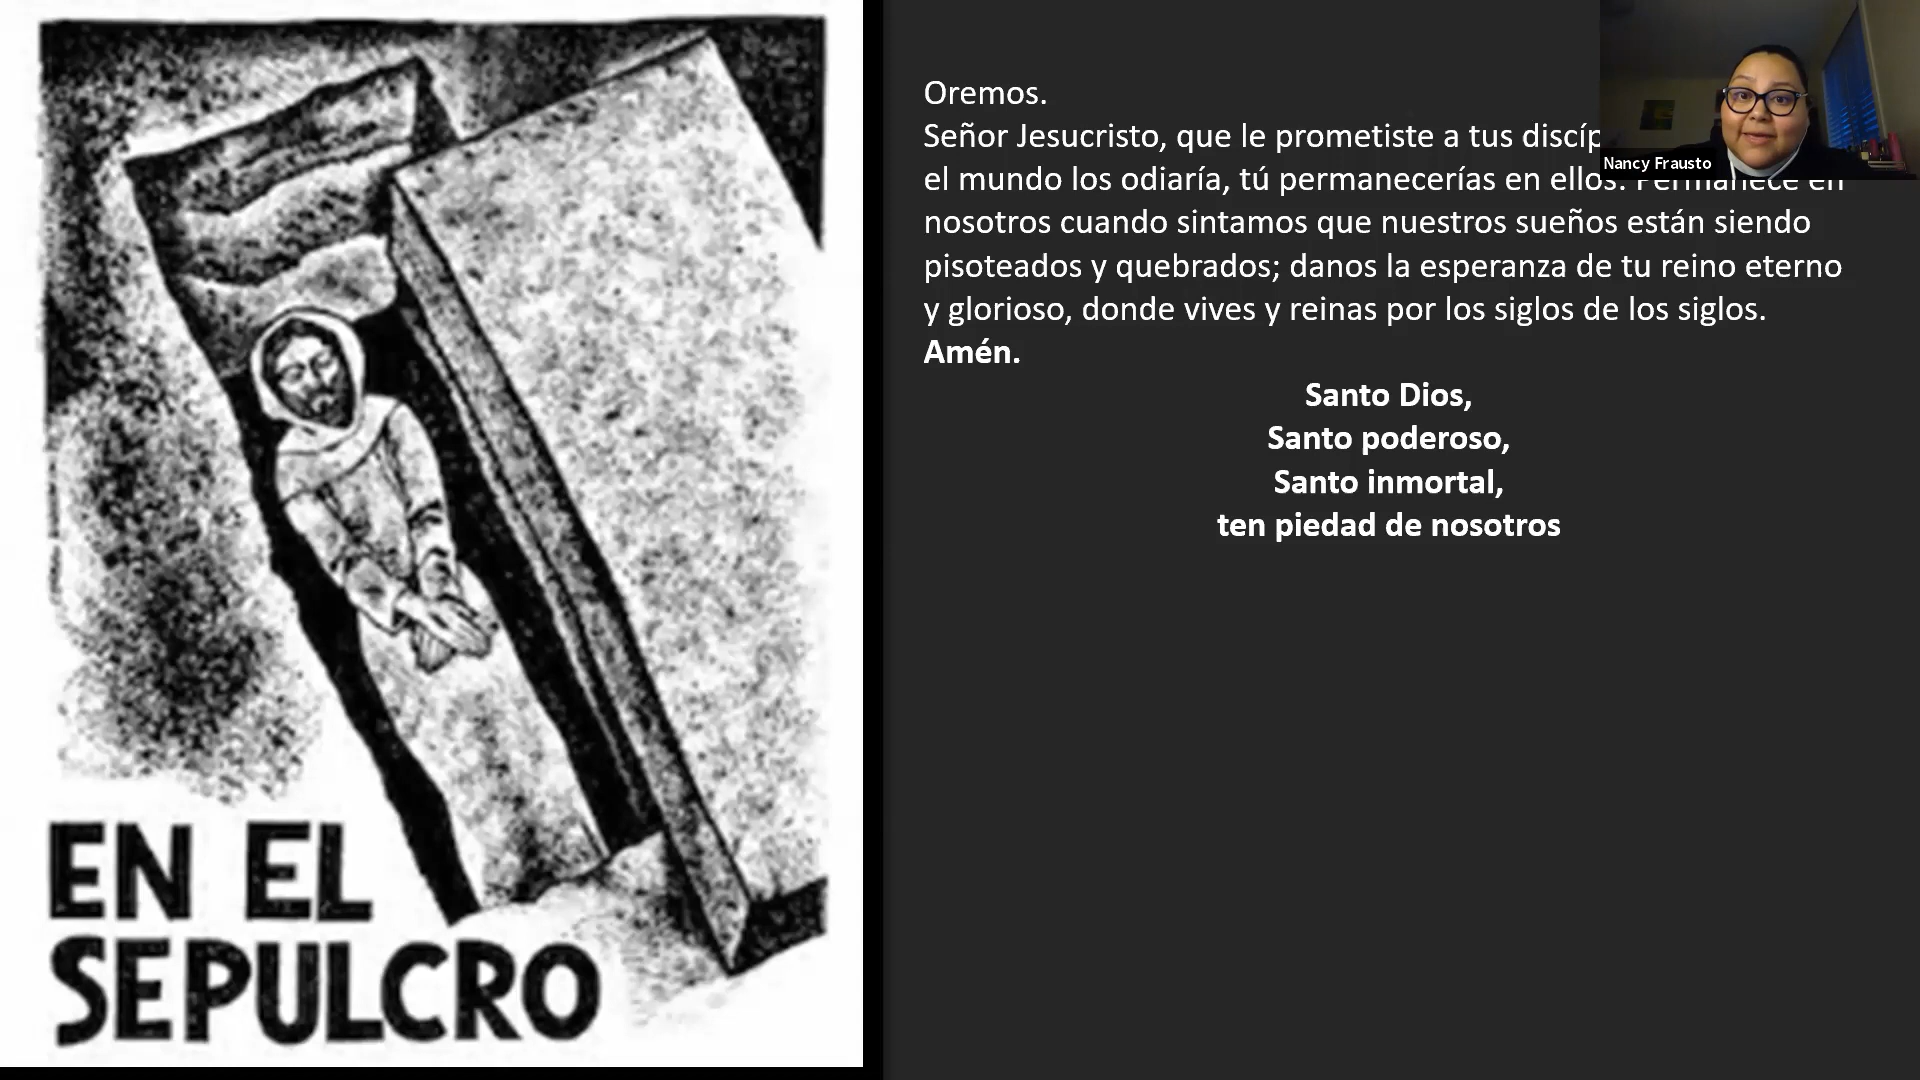 EN EL
SEPULCRO
Oremos.
Señor Jesucristo, que le prometiste a tus
el mundo los odiaría, tú permanecerías en ellos. Permanece en
nosotros cuando sintamos que nuestros sueños están siendo
pisoteados y quebrados; danos la esperanza de tu reino eterno
y glorioso, donde vives y reinas por los siglos de los siglos.
Amén.
Santo Dios,
Santo poderoso,
Santo inmortal,
ten piedad de nosotros
Nancy Frausto